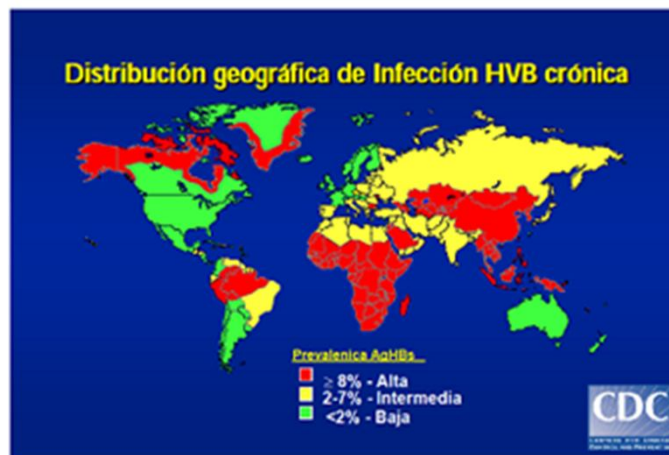 Distribución geográfica de Infección HVB crónica
Prevalenica AgHBs
≥ 8% - Alta
2-7% - Intermedia
<2% - Baja
CDC